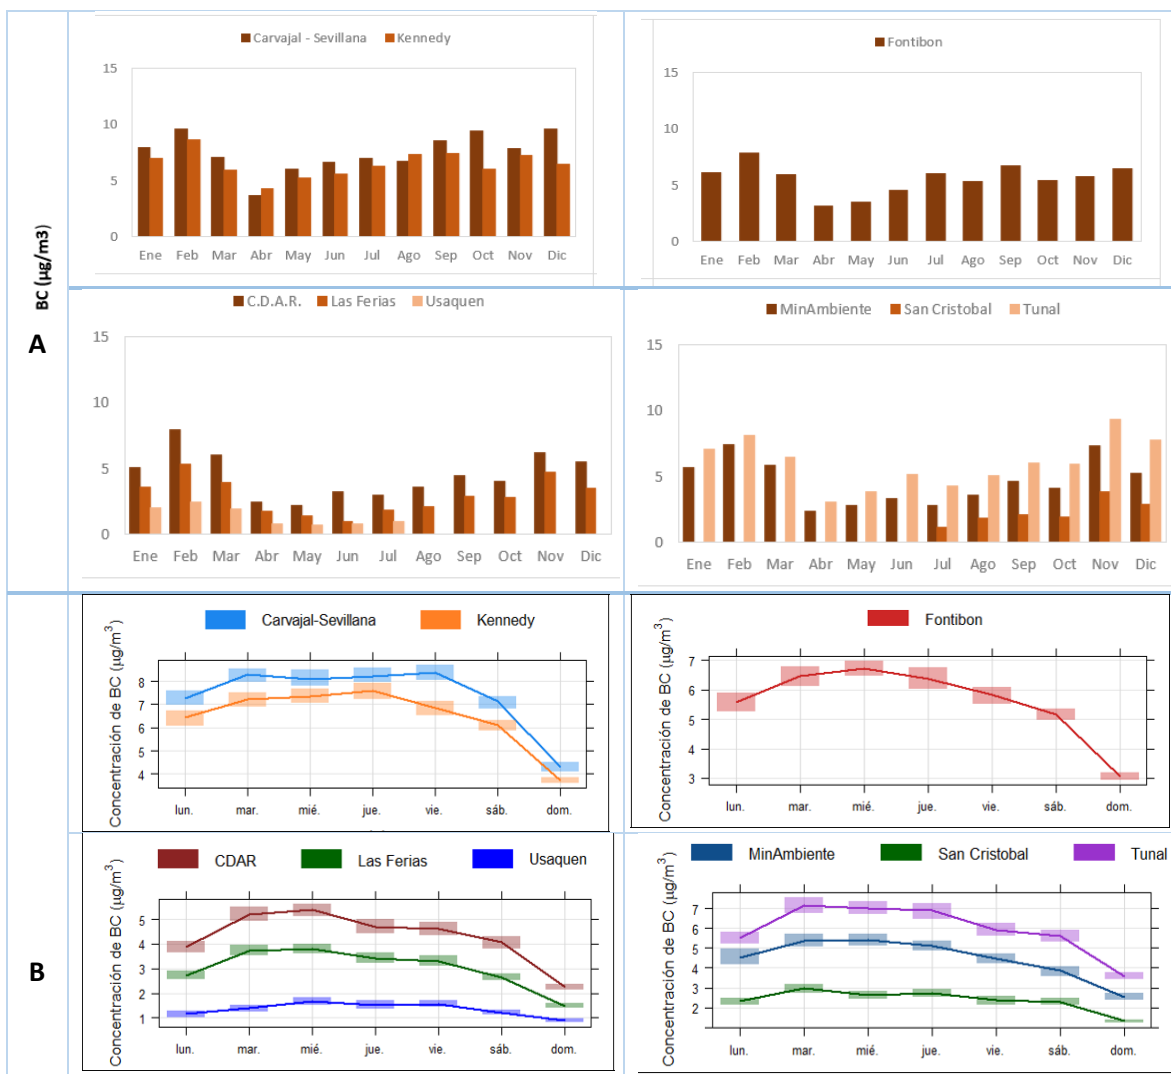 BC (µg/m3)
A
Carvajal - Sevillana Kennedy
15
10
5
0
Ene Feb Mar Abr May Jun Jul Ago Sep Oct Nov Dic
Fontibon
15
10
5
0
Ene Feb Mar Abr May Jun Jul Ago Sep Oct Nov Dic
C.D.A.R. Las Ferias Usaquen
15
10
5
0
Ene Feb Mar Abr May Jun Jul Ago Sep Oct Nov Dic
MinAmbiente San Cristobal Tunal
15
10
5
0
Ene Feb Mar Abr May Jun Jul Ago Sep Oct Nov Dic
B
Carvajal-Sevillana Kennedy
Concentración de BC (µg/m³)
8
7
6
5
4
lun. mar. mié. jue. vie. sáb. dom.
Fontibon
Concentración de BC (µg/m³)
7
6
5
4
3
lun. mar. mié. jue. vie. sáb. dom.
CDAR Las Ferias Usaquen
Concentración de BC (µg/m³)
5
4
3
2
1
lun. mar. mié. jue. vie. sáb. dom.
MinAmbiente San Cristobal Tunal
Concentración de BC (µg/m³)
7
6
5
4
3
2
lun. mar. mié. jue. vie. sáb. dom.